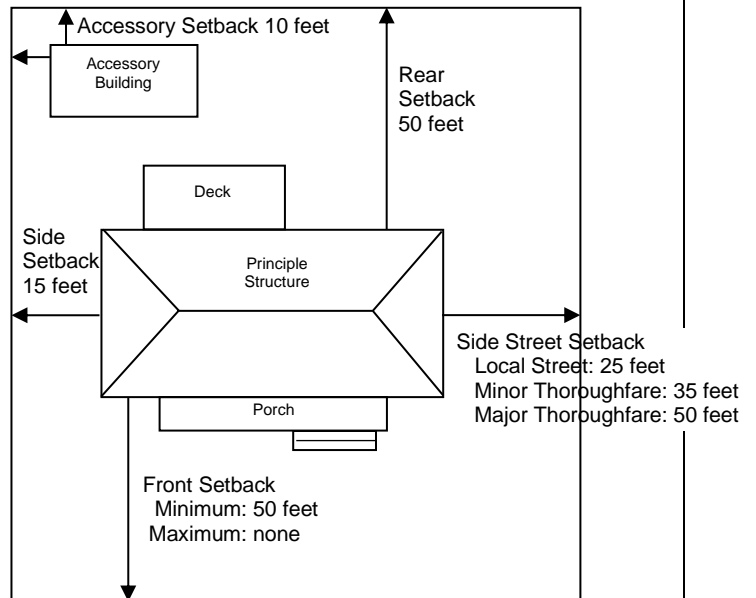 Accessory Setback 10 feet
Accessory
Building
Rear
Setback
50 feet
Deck
Side
Setback
15 feet
Principle
Structure
Side Street Setback
Local Street: 25 feet
Minor Thoroughfare: 35 feet
Major Thoroughfare: 50 feet
Porch
Front Setback
Minimum: 50 feet
Maximum: none